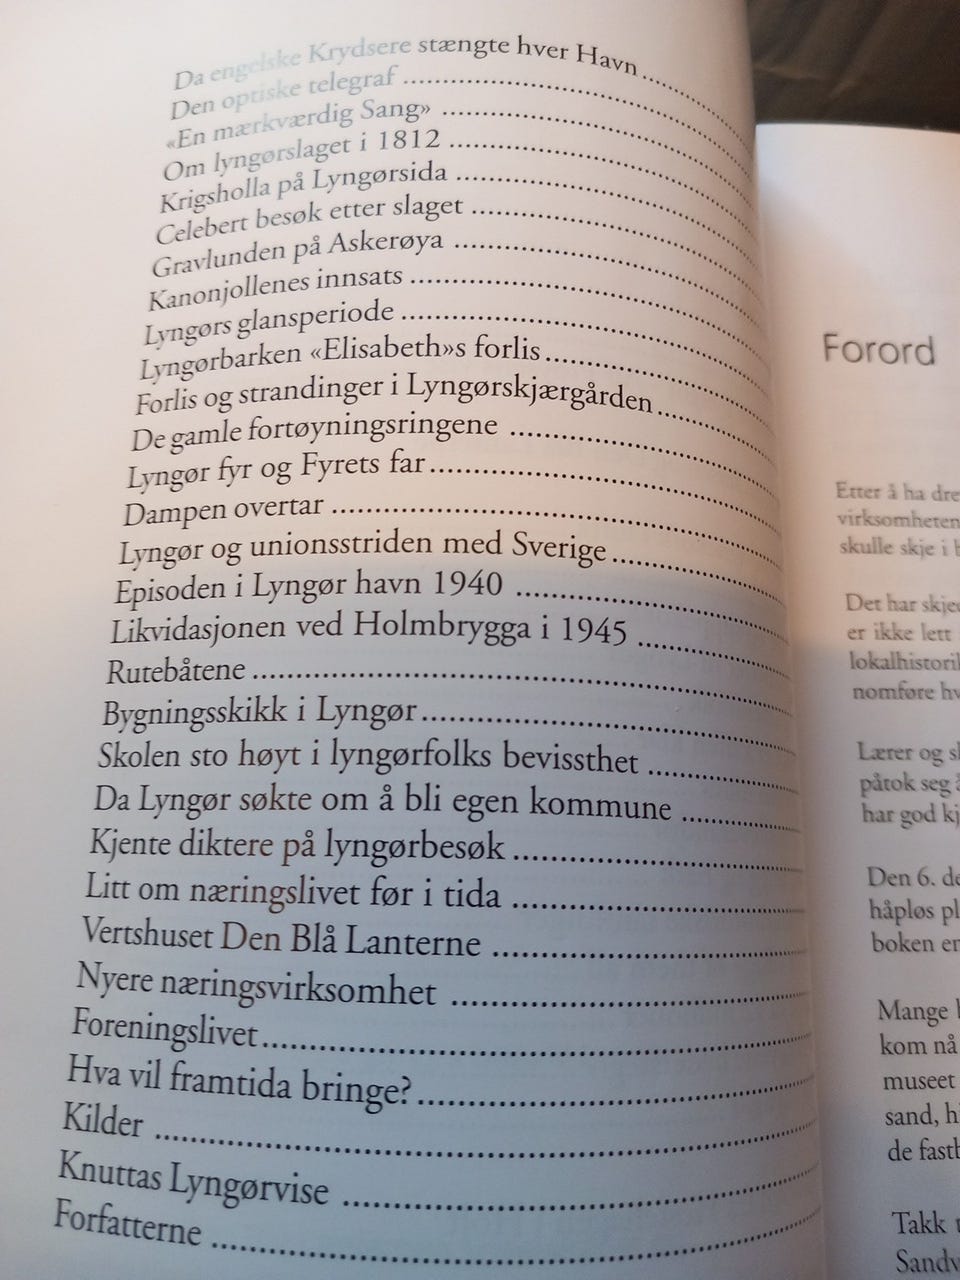 Da engelske Krydsere stængte hver Havn
Den optiske telegraf
«En mærkværdig Sang»
Om lyngørslaget i 1812
Krigsholla på Lyngørsida
Celebert besøk etter slaget
Gravlunden på Askerøya
Kanonjollenes innsats
Lyngørs glansperiode
Lyngørbarken «Elisabeth»s forlis
Forlis og strandinger i Lyngørskjærgården
De gamle fortøyningsringene
Lyngør fyr og Fyrets far
Dampen overtar
Lyngør og unionsstriden med Sverige
Episoden i Lyngør havn 1940
Likvidasjonen ved Holmbrygga i 1945
Rutebåtene
Bygningsskikk i Lyngør
Skolen sto høyt i lyngørfolks bevissthet
Da Lyngør søkte om å bli egen kommune
Kjente diktere på lyngørbesøk
Litt om næringslivet før i tida
Vertshuset Den Blå Lanterne
Nyere næringsvirksomhet
Foreningslivet
Hva vil framtida bringe?
Kilder
Knuttas Lyngørvise
Forfatterne
Forord
Etter å ha
virksomheten
skulle skje i
Det har
er ikke lett
nomføre
Lærer og
påtok seg
har god
Den 6.
håpløs
boken
Mange
kom nå
museet
sand,
de
Takk